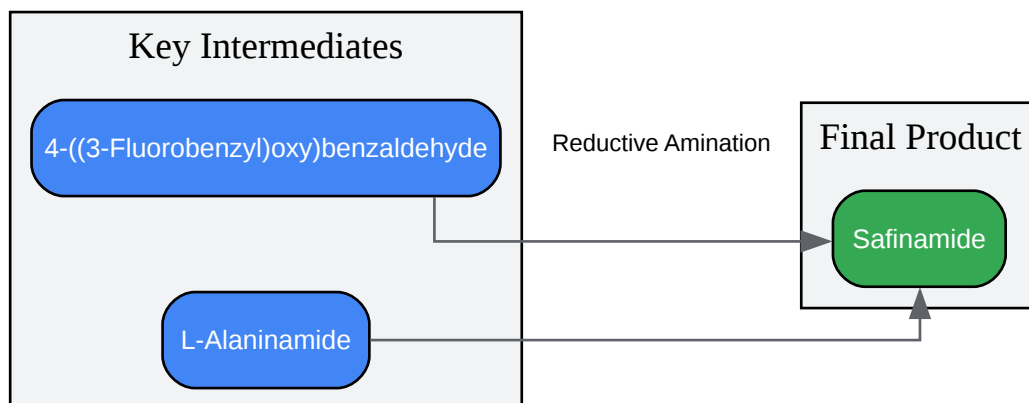 Key Intermediates
4-((3-Fluorobenzyl)oxy)benzaldehyde
L-Alaninamide
Reductive Amination
Final Product
Safinamide